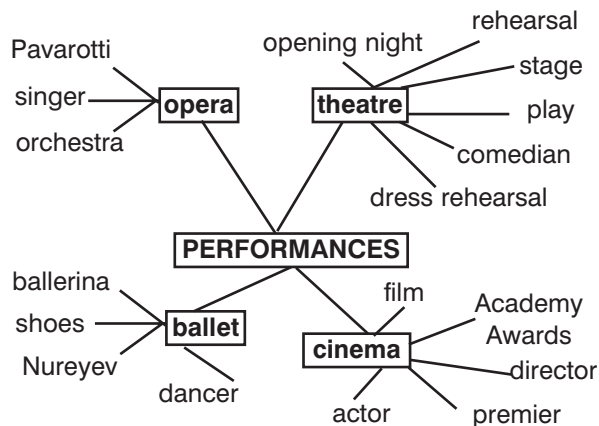 Pavarotti
singer
orchestra
opera
opening night
rehearsal
stage
theatre
play
comedian
dress rehearsal
PERFORMANCES
ballerina
shoes
Nureyev
ballet
dancer
film
Academy
Awards
cinema
director
actor
premier